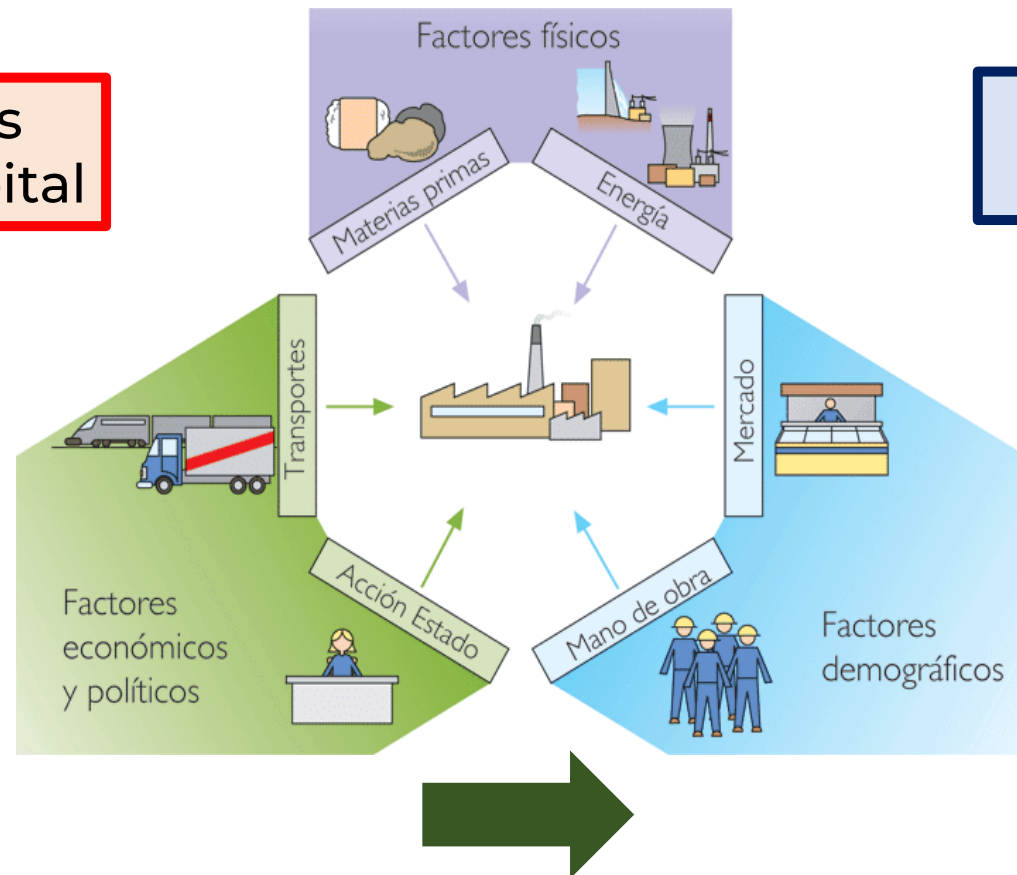 Factores físicos
s
ital
Materias primas
Energía
Transportes
Mercado
Acción Estado
Mano de obra
Factores
económicos
y políticos
Factores
demográficos